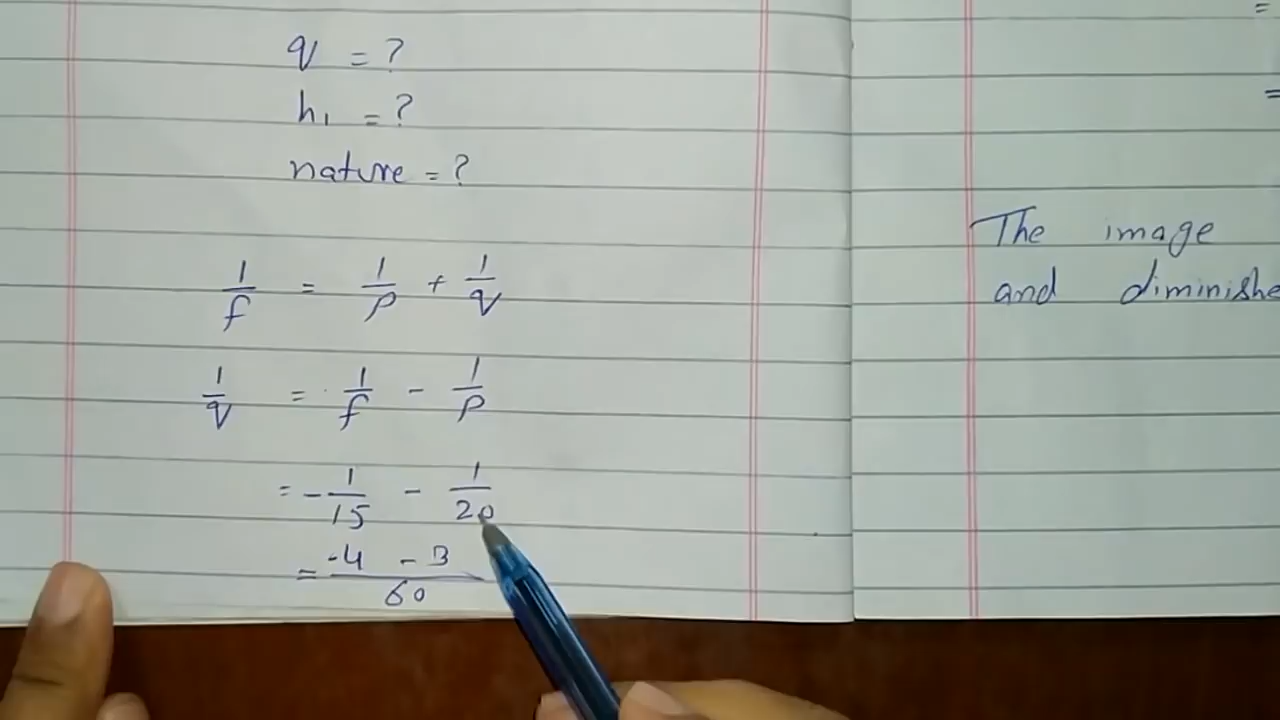 q = ?
h₁ = ?
nature = ?
1/f = 1/p + 1/q
1/q = 1/f - 1/p
= -1/15 - 1/20
= -4 - 3 / 60
=
=
The image
and diminishe